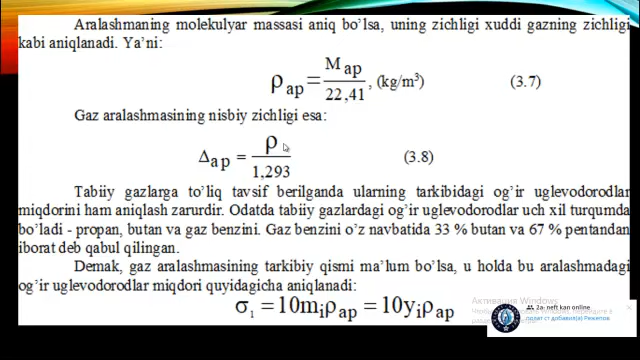 Aralashmaning molekulyar massasi aniq bo’lsa, uning zichligi xuddi gazning zichligi
kabi aniqlanadi. Ya’ni:
ρ ap = M ap / 22,41 , (kg/m³) (3.7)
Gaz aralashmasining nisbiy zichligi esa:
Δap = ρ / 1,293 (3.8)
Tabiiy gazlarga to’liq tavsif berilganda ularning tarkibidagi og’ir uglevodorodlar
miqdorini ham aniqlash zarurdir. Odatda tabiiy gazlardagi og’ir uglevodorodlar uch xil turqumda
bo’ladi - propan, butan va gaz benzini. Gaz benzini o’z navbatida 33 % butan va 67 % pentandan
iborat deb qabul qilingan.
Demak, gaz aralashmasining tarkibiy qismi ma’lum bo’lsa, u holda bu aralashmadagi
og’ir uglevodorodlar miqdori quyidagicha aniqlanadi:
σ₁ = 10mᵢρap = 10yᵢρap
Активация Windows
2a- neft kan online